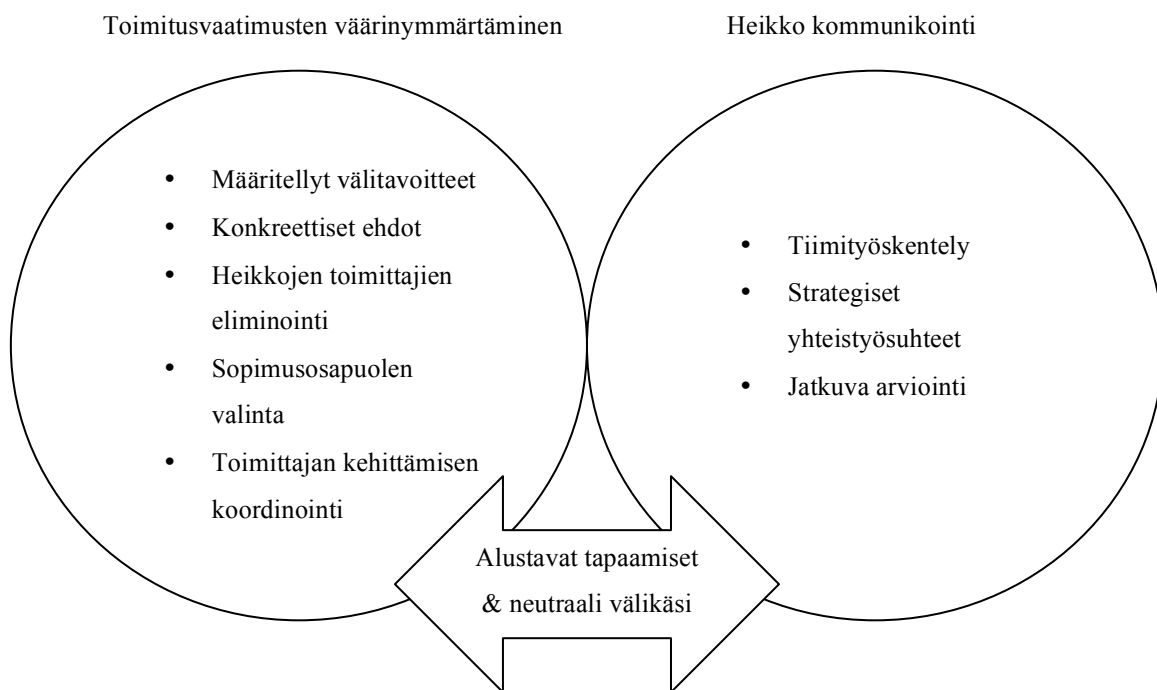 Toimitusvaatimusten väärinymmärtäminen
Heikko kommunikointi
• Määritellyt välitavoitteet
• Konkreettiset ehdot
• Heikkojen toimittajien
eliminointi
• Sopimusosapuolen
valinta
• Toimittajan kehittämisen
koordinointi
• Tiimityöskentely
• Strategiset
yhteistyösuhteet
• Jatkuva arviointi
Alustavat tapaamiset
& neutraali välikäsi